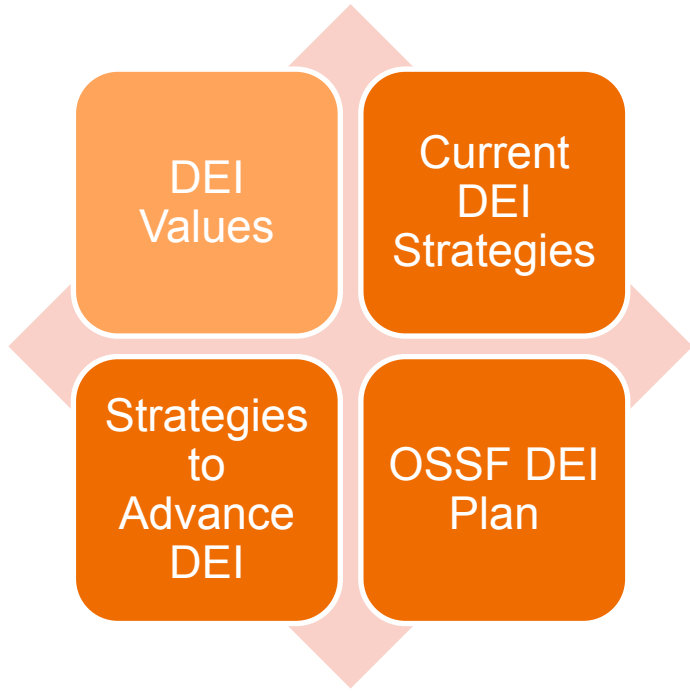 DEI
Values
Current
DEI
Strategies
Strategies
to
Advance
DEI
OSSF DEI
Plan